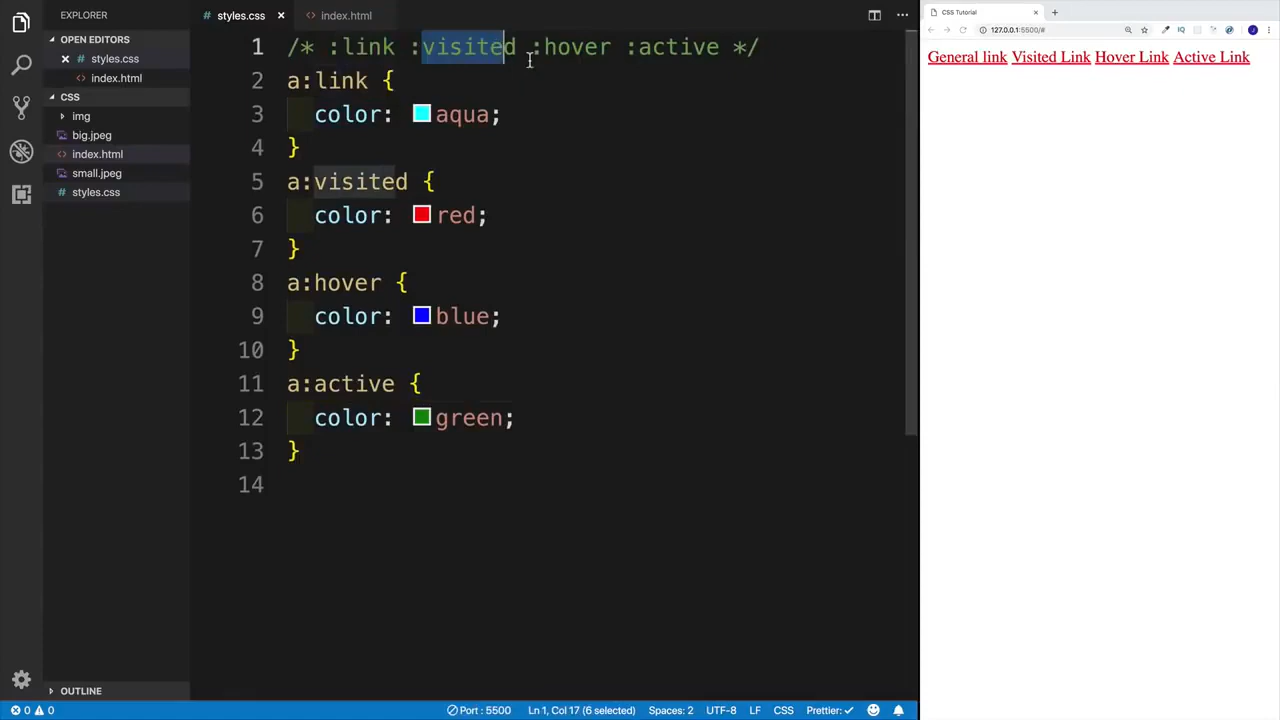 EXPLORER
OPEN EDITORS
# styles.css
<> index.html
CSS
img
big.jpeg
<> index.html
small.jpeg
# styles.css
OUTLINE
# styles.css
<> index.html
1 /* :link :visited :hover :active */
2 a:link {
3 color: aqua;
4 }
5 a:visited {
6 color: red;
7 }
8 a:hover {
9 color: blue;
10 }
11 a:active {
12 color: green;
13 }
14
0 0 Port : 5500 Ln 1, Col 17 (6 selected) Spaces: 2 UTF-8 LF CSS Prettier: ✓
CSS Tutorial
127.0.0.1:5500/#
General link Visited Link Hover Link Active Link